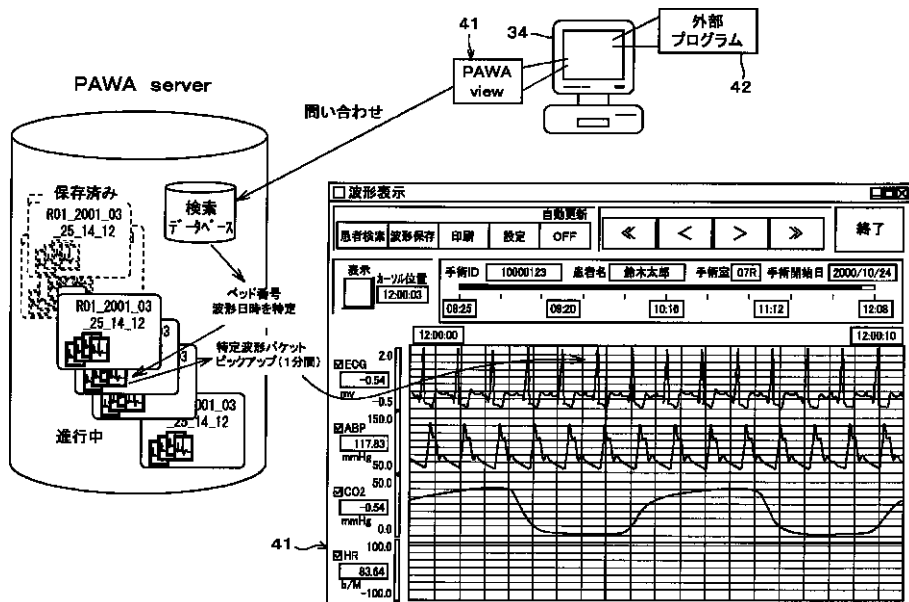 41
34
外部
プログラム
42
PAWA
view
PAWA server
問い合わせ
保存済み
R01_2001_03
_25_14_12
検索
データベース
ベッド番号
波形日時を特定
R01_2001_03
_25_14_12
3
3
特定波形パケット
ピックアップ(1分間)
進行中
2001_03
_25_14_12
波形表示
自動更新
患者検索
波形保存
印刷
設定
OFF
≪
<
>
≫
終了
表示
カーソル位置
12:00:03
手術ID
10000123
患者名
鈴木太郎
手術室
07R
手術開始日
2000/10/24
08:25
09:20
10:16
11:12
12:08
12:00:00
12:00:10
2.0
ECG
-0.54
mv
-0.5
150.0
ABP
117.83
mmHg
50.0
50.0
CO2
-0.54
mmHg
0.0
41
100.0
HR
83.64
b/M
-100.0